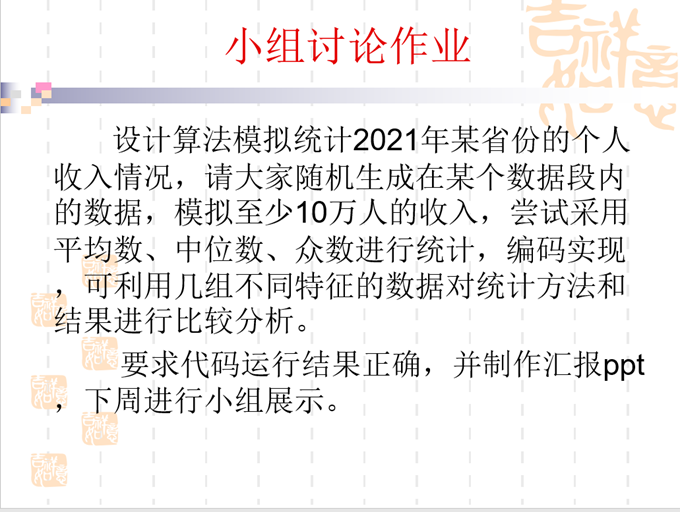 小组讨论作业
设计算法模拟统计2021年某省份的个人
收入情况，请大家随机生成在某个数据段内
的数据，模拟至少10万人的收入，尝试采用
平均数、中位数、众数进行统计，编码实现
，可利用几组不同特征的数据对统计方法和
结果进行比较分析。
要求代码运行结果正确，并制作汇报ppt
，下周进行小组展示。
吉祥
如意